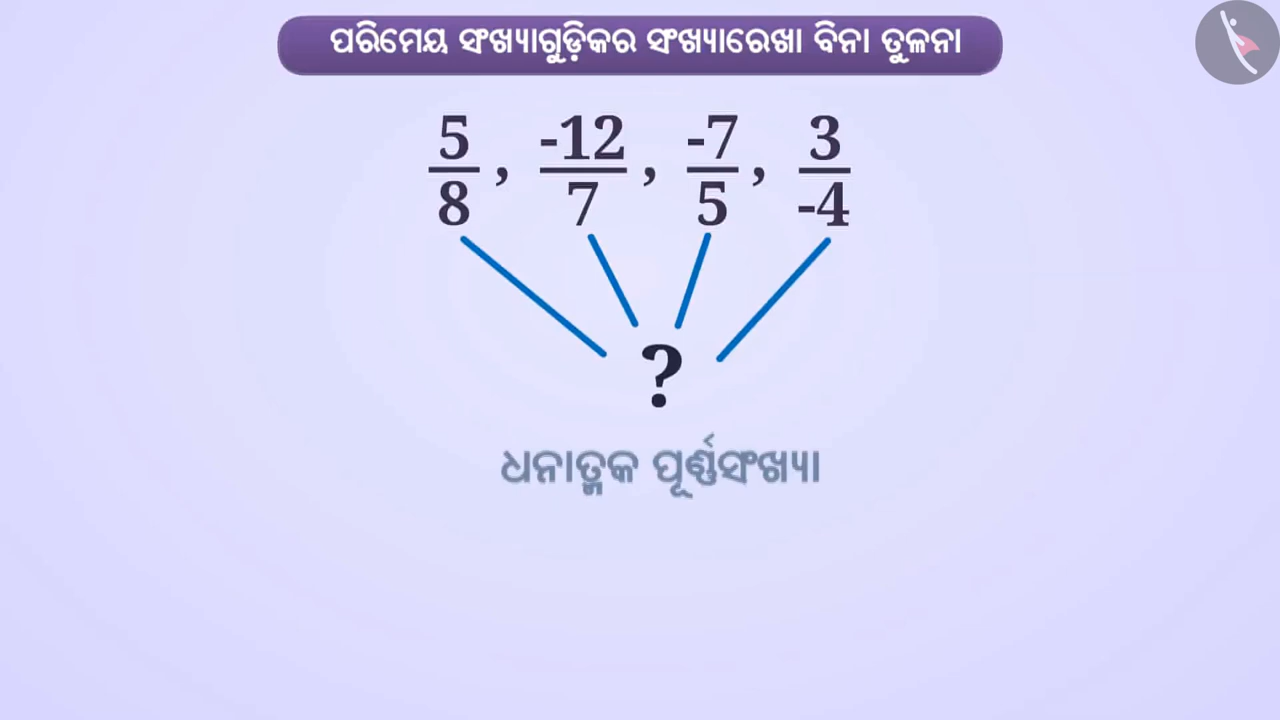 ପରିମେୟ ସଂଖ୍ୟାଗୁଡ଼ିକର ସଂଖ୍ୟାରେଖା ବିନା ତୁଳନା
5/8 , -12/7 , -7/5 , 3/-4
?
ଧନାତ୍ମକ ପୂର୍ଣ୍ଣସଂଖ୍ୟା